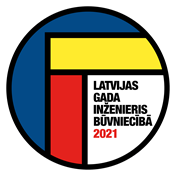 LATVIJAS
GADA
INŽENIERIS
BŪVNIECĪBĀ
2021